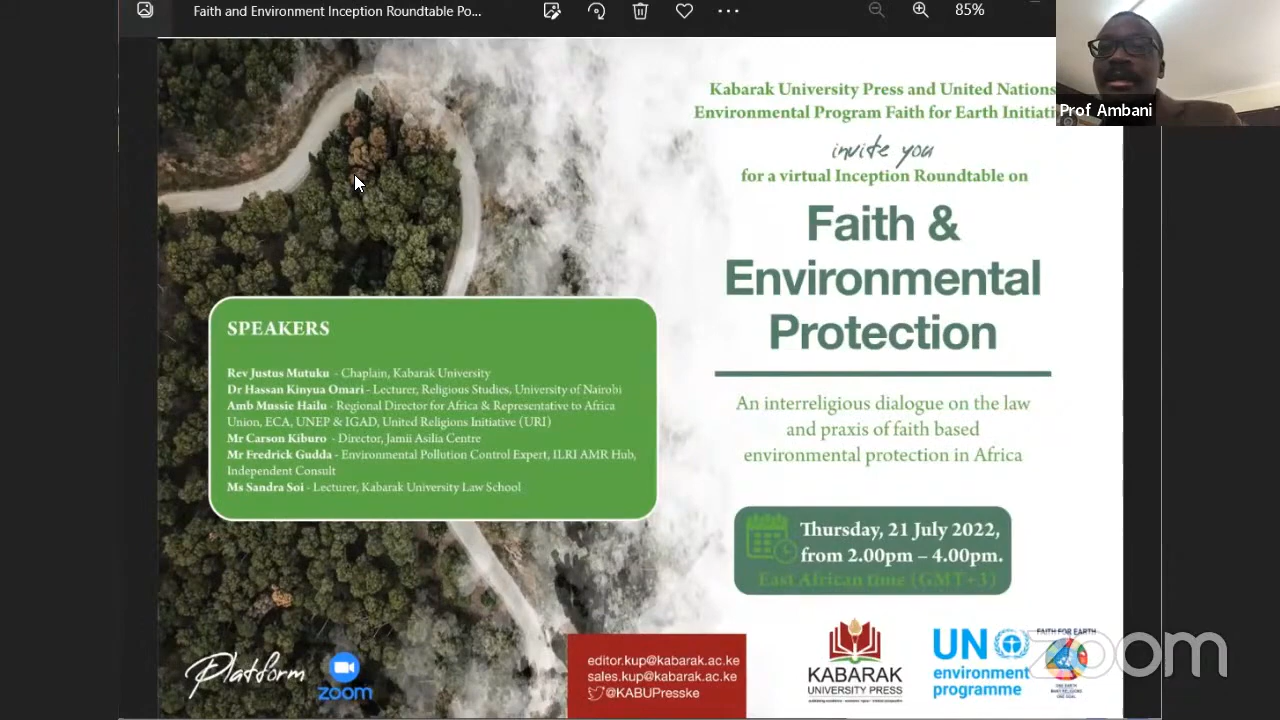 Faith and Environment Inception Roundtable Po...
85%
Prof Ambani
Kabarak University Press and United Nations
Environmental Program Faith for Earth Initiati
invite you
for a virtual Inception Roundtable on
Faith &
Environmental
Protection
An interreligious dialogue on the law
and praxis of faith based
environmental protection in Africa
SPEAKERS
Rev Justus Mutuku - Chaplain, Kabarak University
Dr Hassan Kinyua Omari - Lecturer, Religious Studies, University of Nairobi
Amb Mussie Hailu - Regional Director for Africa & Representative to Africa
Union, ECA, UNEP & IGAD, United Religions Initiative (URI)
Mr Carson Kiburo - Director, Jamii Asilia Centre
Mr Fredrick Gudda - Environmental Pollution Control Expert, ILRI AMR Hub,
Independent Consult
Ms Sandra Soi - Lecturer, Kabarak University Law School
Thursday, 21 July 2022,
from 2.00pm – 4.00pm.
East African time (GMT+3)
Platform
zoom
editor.kup@kabarak.ac.ke
sales.kup@kabarak.ac.ke
@KABUPresske
KABARAK
UNIVERSITY PRESS
UN
environment
programme
FAITH FOR EARTH
zoom